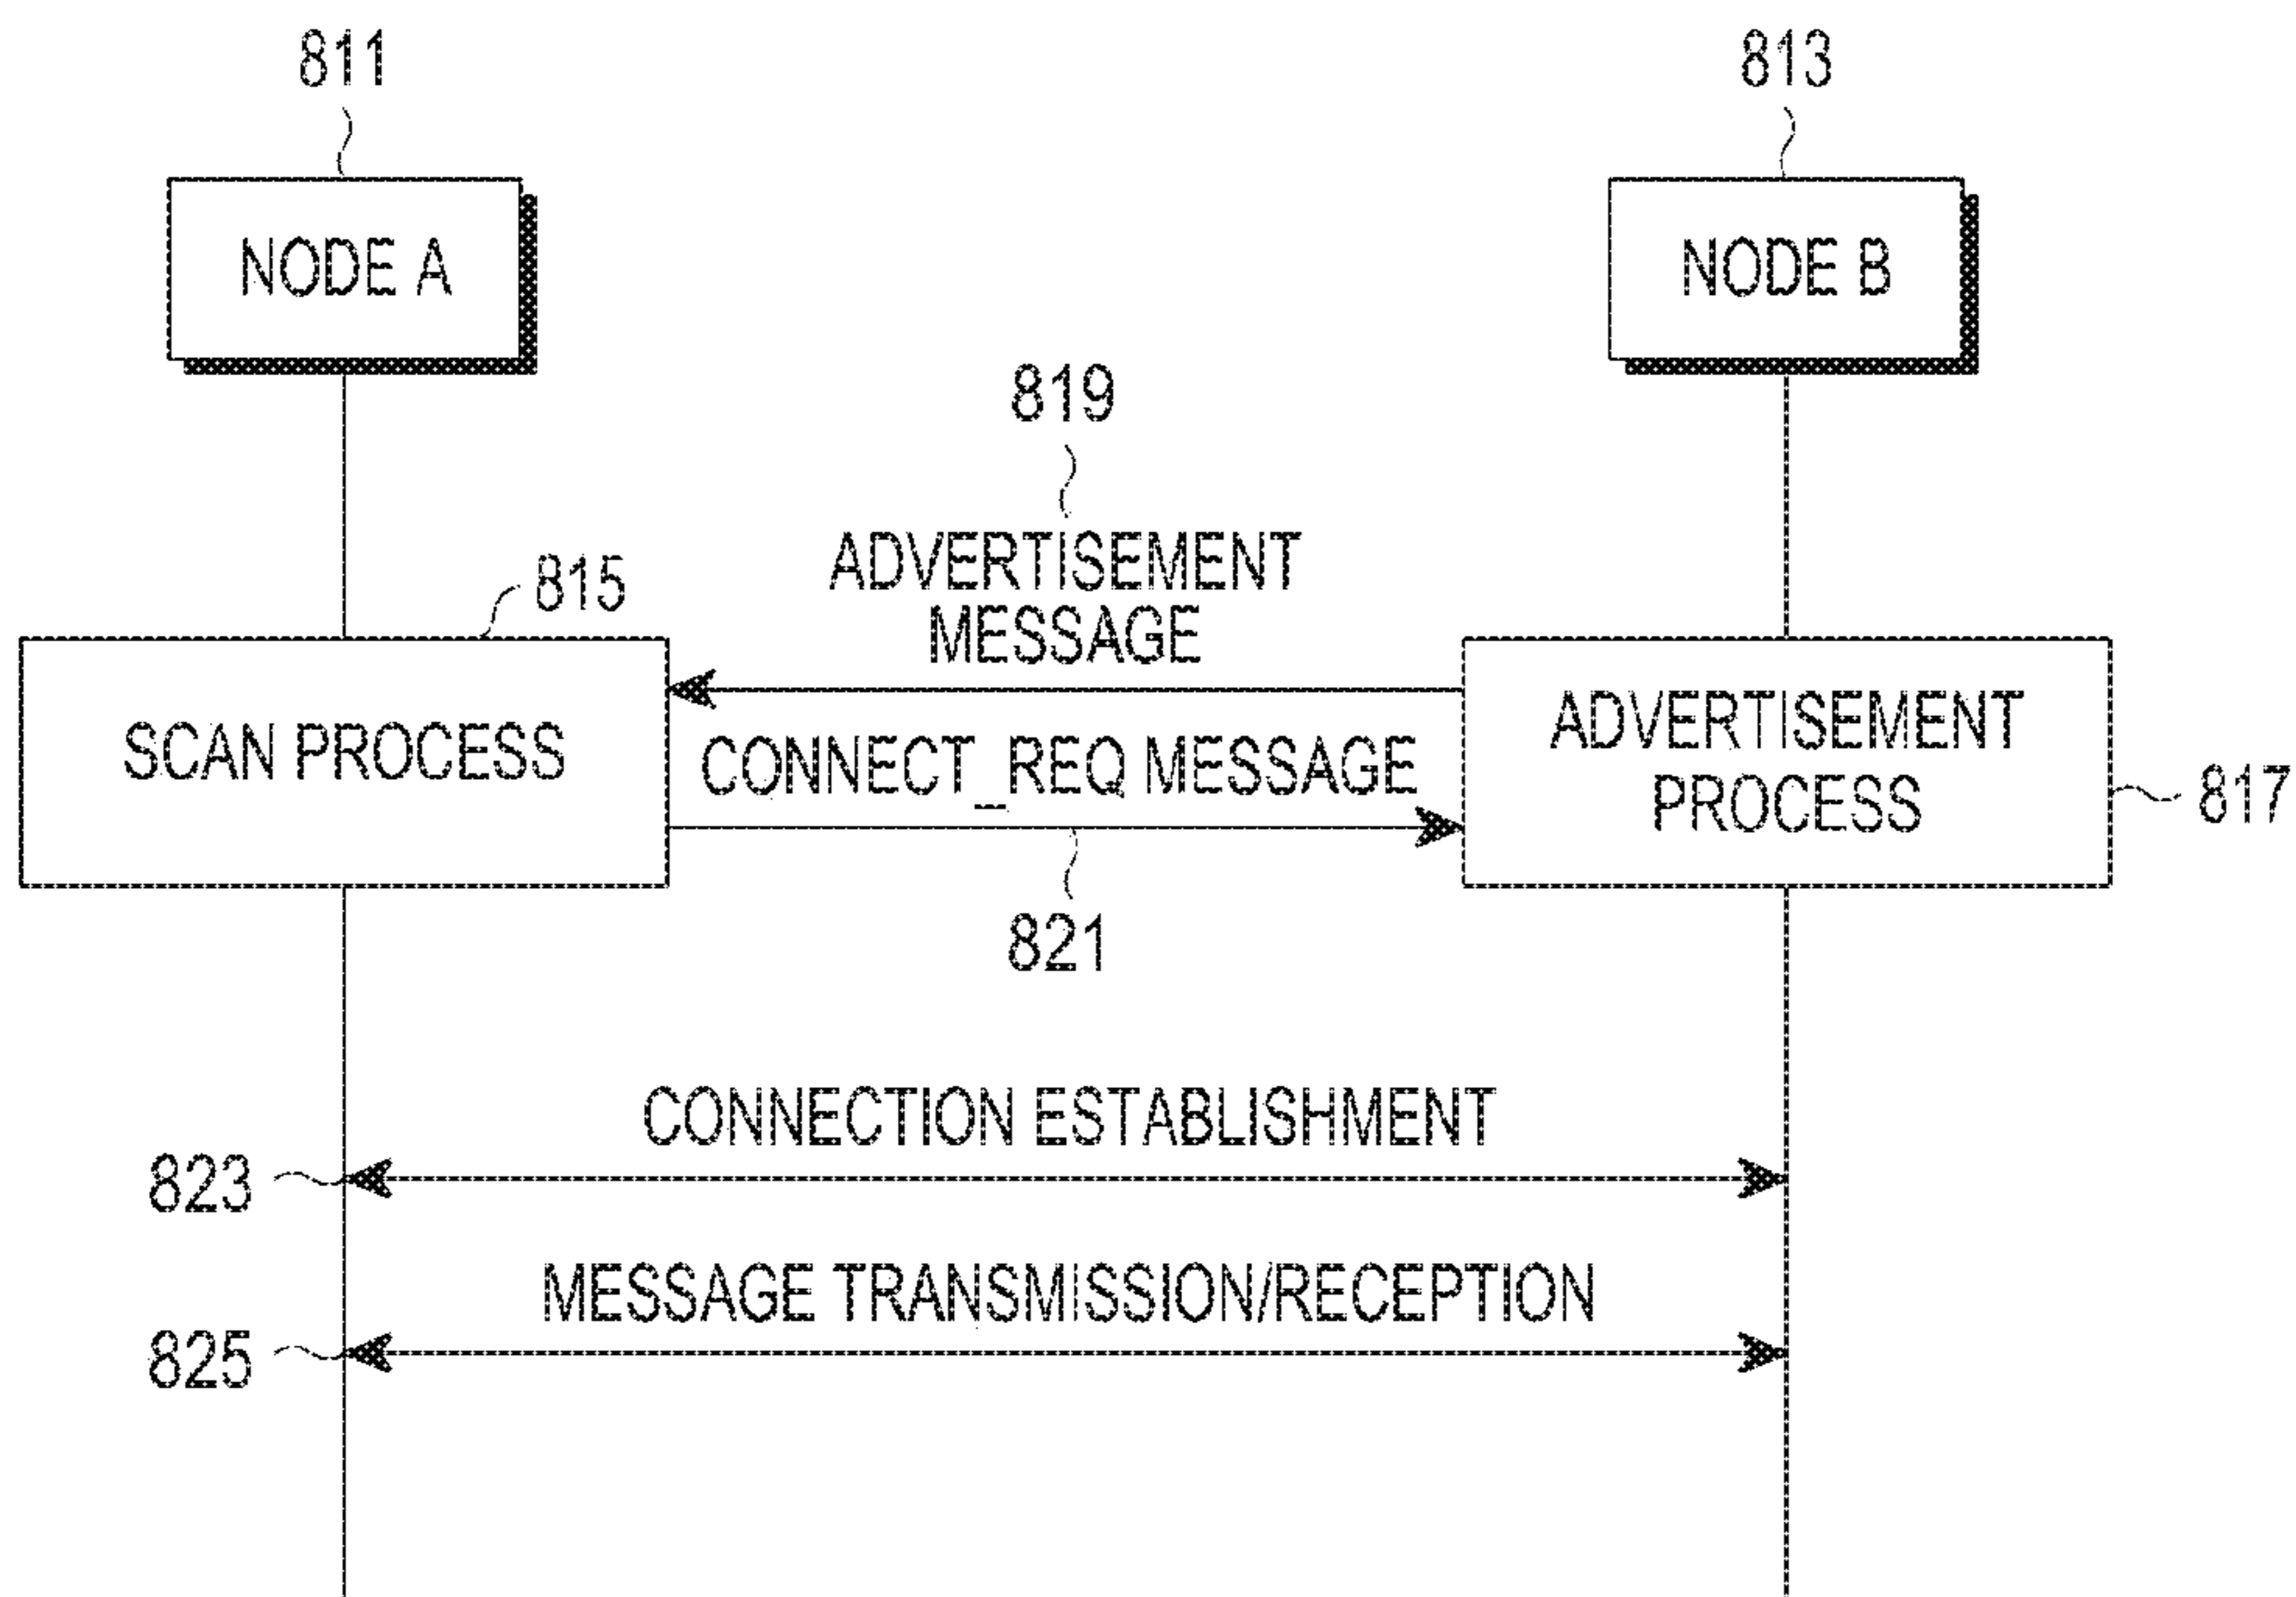 811
813
NODE A
NODE B
819
ADVERTISEMENT
MESSAGE
815
SCAN PROCESS
CONNECT_REQ MESSAGE
ADVERTISEMENT
PROCESS
817
821
CONNECTION ESTABLISHMENT
823
MESSAGE TRANSMISSION/RECEPTION
825